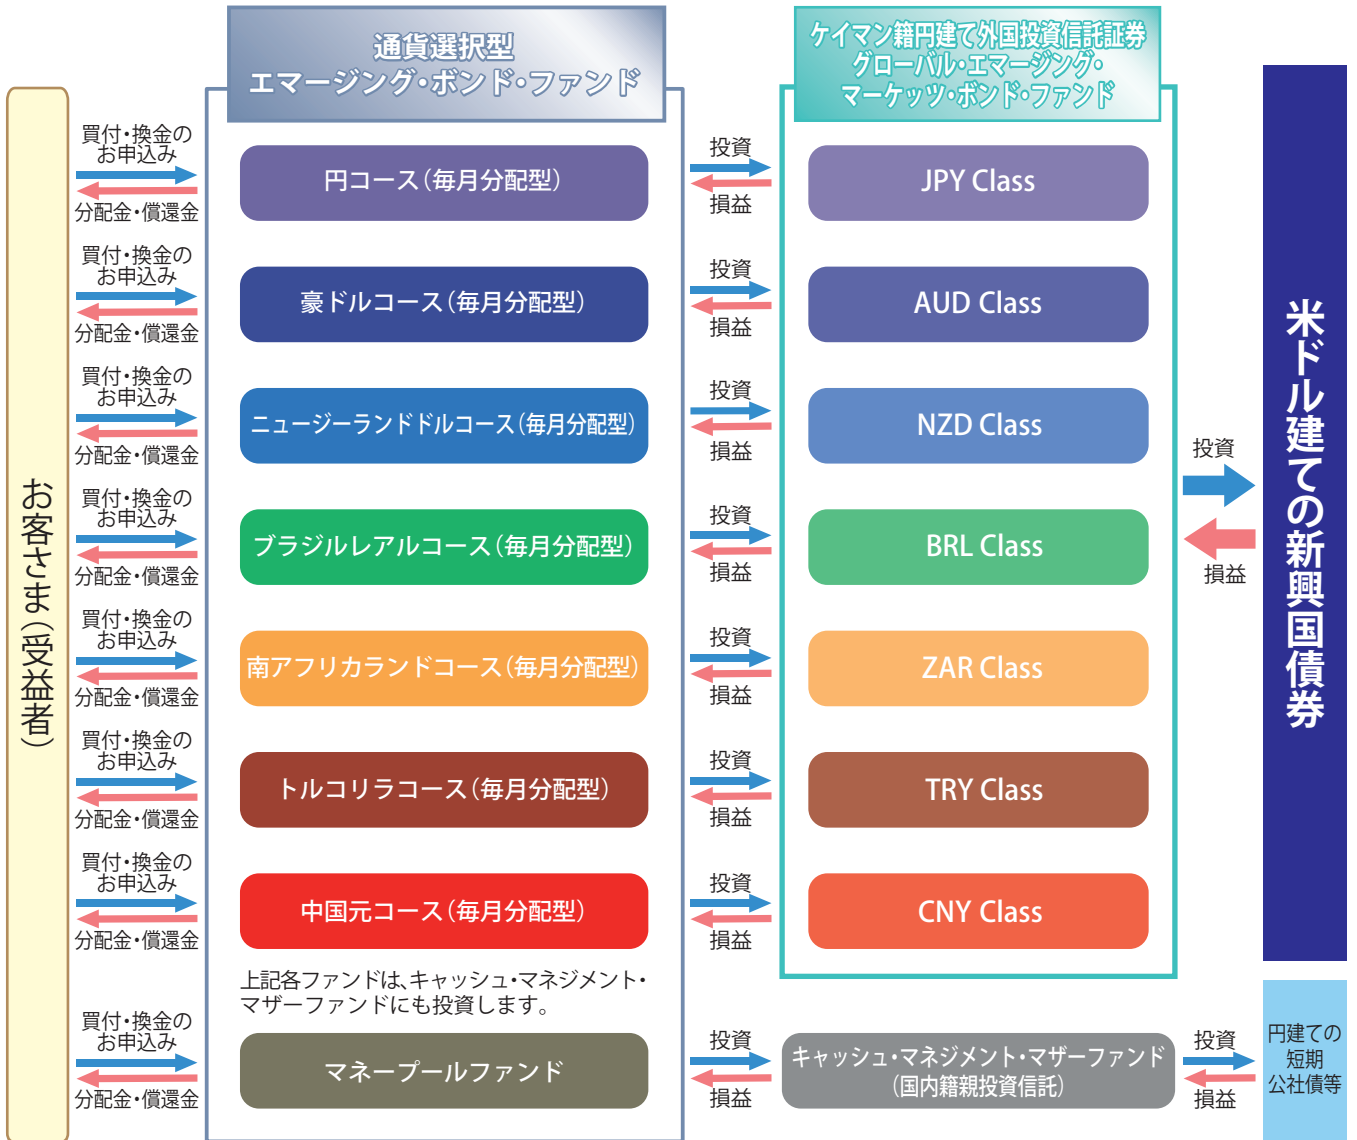 通貨選択型
エマージング・ボンド・ファンド
ケイマン籍円建て外国投資信託証券
グローバル・エマージング・
マーケッツ・ボンド・ファンド
お客さま(受益者)
買付・換金の
お申込み
分配金・償還金
円コース(毎月分配型)
投資
損益
JPY Class
買付・換金の
お申込み
分配金・償還金
豪ドルコース(毎月分配型)
投資
損益
AUD Class
買付・換金の
お申込み
分配金・償還金
ニュージーランドドルコース(毎月分配型)
投資
損益
NZD Class
買付・換金の
お申込み
分配金・償還金
ブラジルレアルコース(毎月分配型)
投資
損益
BRL Class
買付・換金の
お申込み
分配金・償還金
南アフリカランドコース(毎月分配型)
投資
損益
ZAR Class
買付・換金の
お申込み
分配金・償還金
トルコリラコース(毎月分配型)
投資
損益
TRY Class
買付・換金の
お申込み
分配金・償還金
中国元コース(毎月分配型)
投資
損益
CNY Class
投資
損益
米ドル建ての新興国債券
上記各ファンドは、キャッシュ・マネジメント・
マザーファンドにも投資します。
買付・換金の
お申込み
分配金・償還金
マネープールファンド
投資
損益
キャッシュ・マネジメント・マザーファンド
(国内籍親投資信託)
投資
損益
円建ての
短期
公社債等